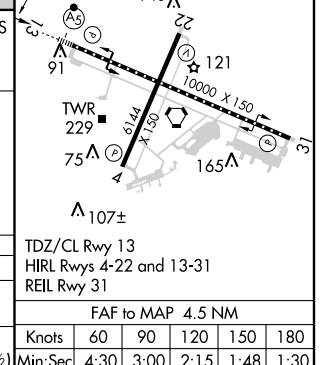 S
A5
P
22
13
V
121
91
10000 X 150
TWR
229
6144 X 150
P
75
P
165
31
4
107±
TDZ/CL Rwy 13
HIRL Rwys 4-22 and 13-31
REIL Rwy 31
FAF to MAP 4.5 NM
Knots 60 90 120 150 180
Min:Sec 4:30 3:00 2:15 1:48 1:30